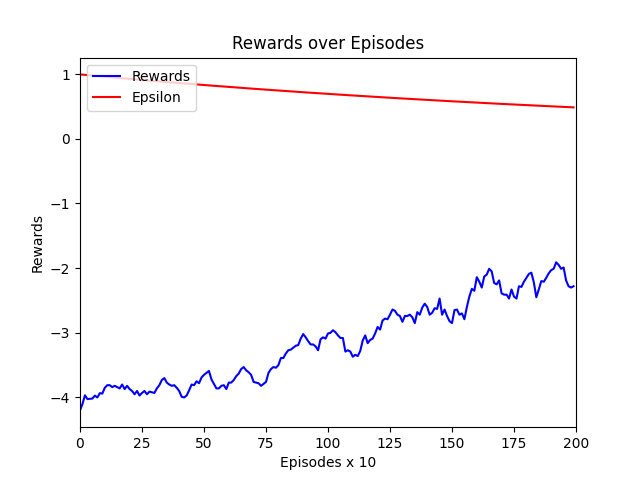 Rewards over Episodes
Rewards
Epsilon
1
0
−1
−2
−3
−4
Rewards
0 25 50 75 100 125 150 175 200
Episodes x 10